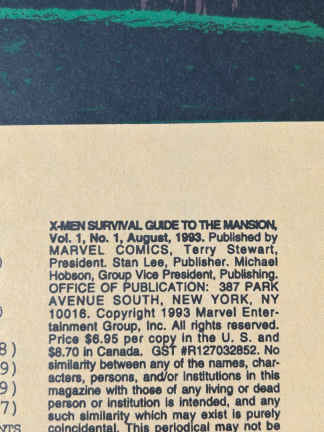 X-MEN SURVIVAL GUIDE TO THE MANSION,
Vol. 1, No. 1, August, 1993. Published by
MARVEL COMICS, Terry Stewart,
President. Stan Lee, Publisher. Michael
Hobson, Group Vice President, Publishing.
OFFICE OF PUBLICATION: 387 PARK
AVENUE SOUTH, NEW YORK, NY
10016. Copyright 1993 Marvel Enter-
tainment Group, Inc. All rights reserved.
Price $6.95 per copy in the U. S. and
$8.70 in Canada. GST #R127032852. No
similarity between any of the names, char-
acters, persons, and/or institutions in this
magazine with those of any living or dead
person or institution is intended, and any
such similarity which may exist is purely
coincidental. This periodical may not be
)
)
8)
9)
9)
7)
NTS